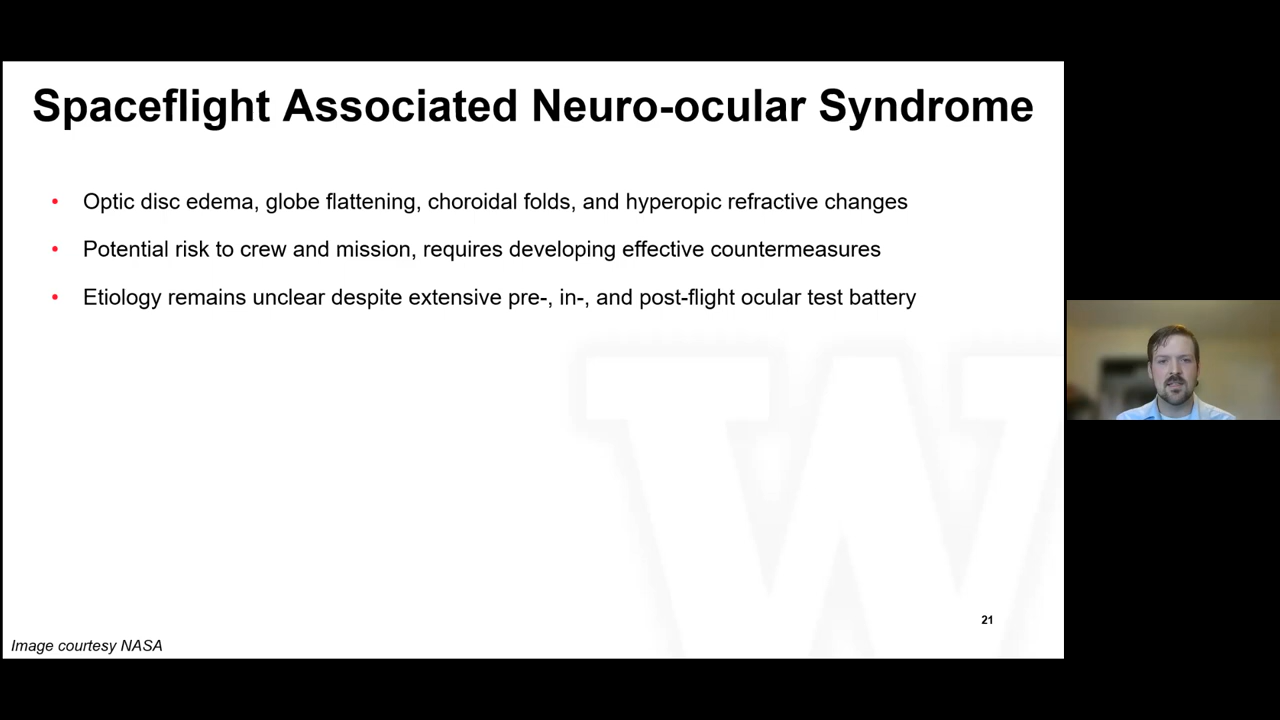 Spaceflight Associated Neuro-ocular Syndrome
• Optic disc edema, globe flattening, choroidal folds, and hyperopic refractive changes
• Potential risk to crew and mission, requires developing effective countermeasures
• Etiology remains unclear despite extensive pre-, in-, and post-flight ocular test battery
W
21
Image courtesy NASA